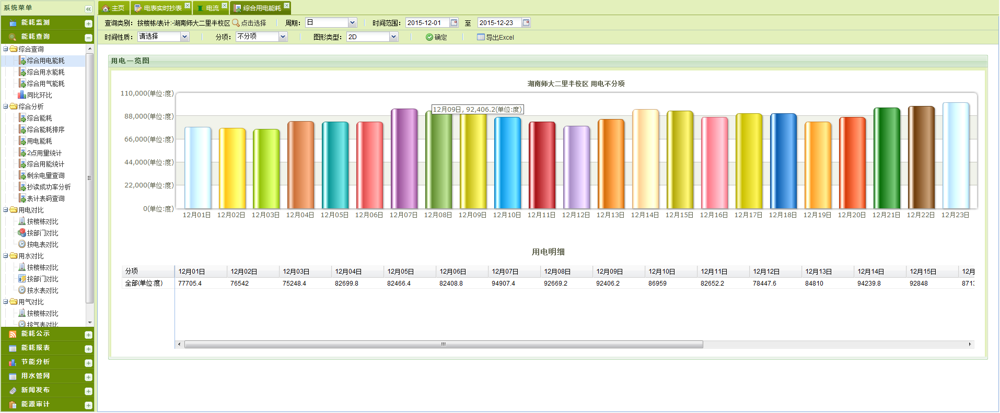 系统菜单
主页
电表实时抄表
电流
综合用电能耗
查询类别: 按楼栋/表计:-湖南师大二里半校区 点击选择 周期: 日 时间范围: 2015-12-01 至 2015-12-23
时间性质: 请选择 分项: 不分项 图形类型: 2D 确定 导出Excel
能耗监测
能耗查询
综合查询
综合用电能耗
综合用水能耗
综合用气能耗
同比环比
综合分析
综合能耗
综合能耗排序
用电能耗
2点用量统计
综合用能统计
剩余电量查询
抄读成功率分析
表计表码查询
用电对比
按楼栋对比
按部门对比
按电表对比
用水对比
按楼栋对比
按部门对比
按水表对比
用气对比
按楼栋对比
按气表对比
能耗公示
能耗报表
节能分析
用水管网
新闻发布
能源审计
用电一览图
湖南师大二里半校区 用电不分项
110,000(单位:度)
88,000(单位:度)
66,000(单位:度)
44,000(单位:度)
22,000(单位:度)
0(单位:度)
12月09日, 92,406.2(单位:度)
12月01日 12月02日 12月03日 12月04日 12月05日 12月06日 12月07日 12月08日 12月09日 12月10日 12月11日 12月12日 12月13日 12月14日 12月15日 12月16日 12月17日 12月18日 12月19日 12月20日 12月21日 12月22日 12月23日
用电明细
分项 12月01日 12月02日 12月03日 12月04日 12月05日 12月06日 12月07日 12月08日 12月09日 12月10日 12月11日 12月12日 12月13日 12月14日 12月15日 12月
全部(单位:度) 77705.4 76542 75248.4 82699.8 82466.4 82408.8 94907.4 92669.2 92406.2 86959 82652.2 78447.6 84810 94239.8 92848 871